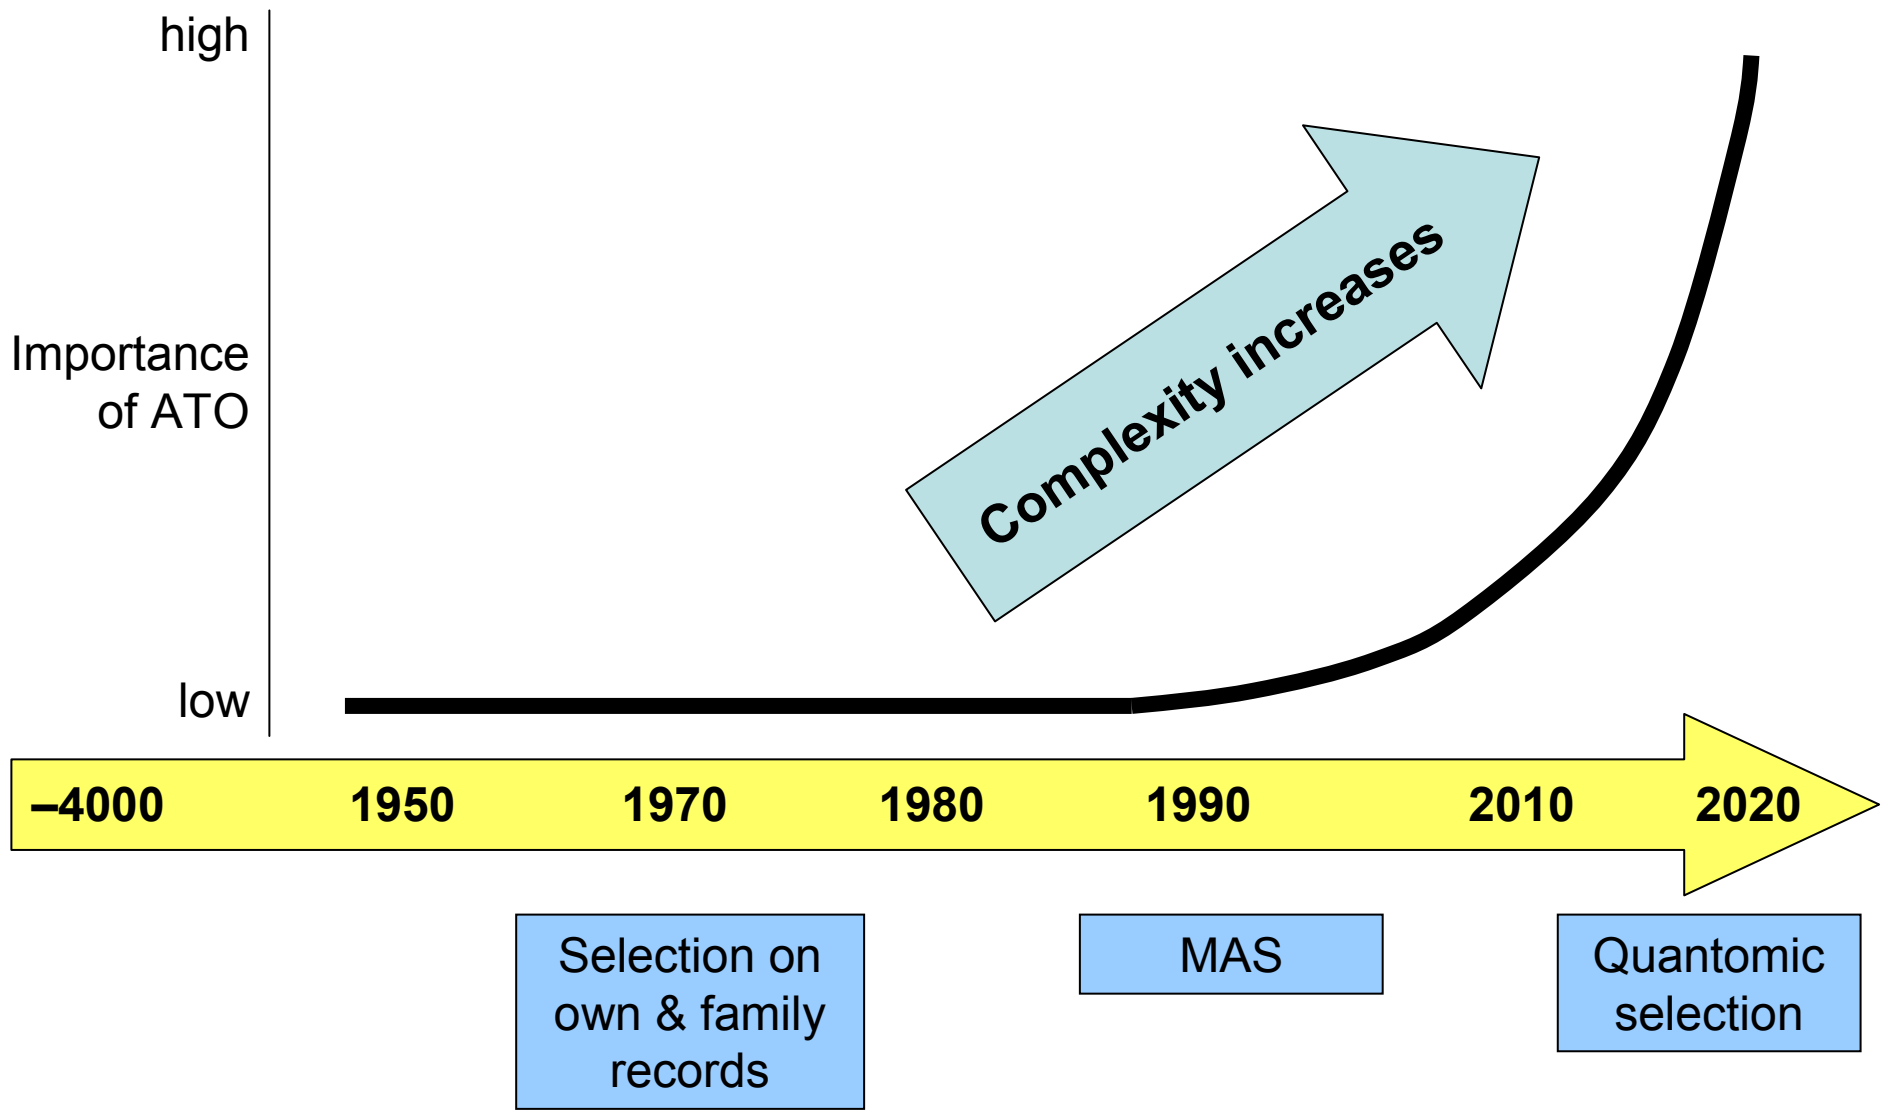 high
Importance
of ATO
low
Complexity increases
–4000 1950 1970 1980 1990 2010 2020
Selection on
own & family
records
MAS
Quantomic
selection